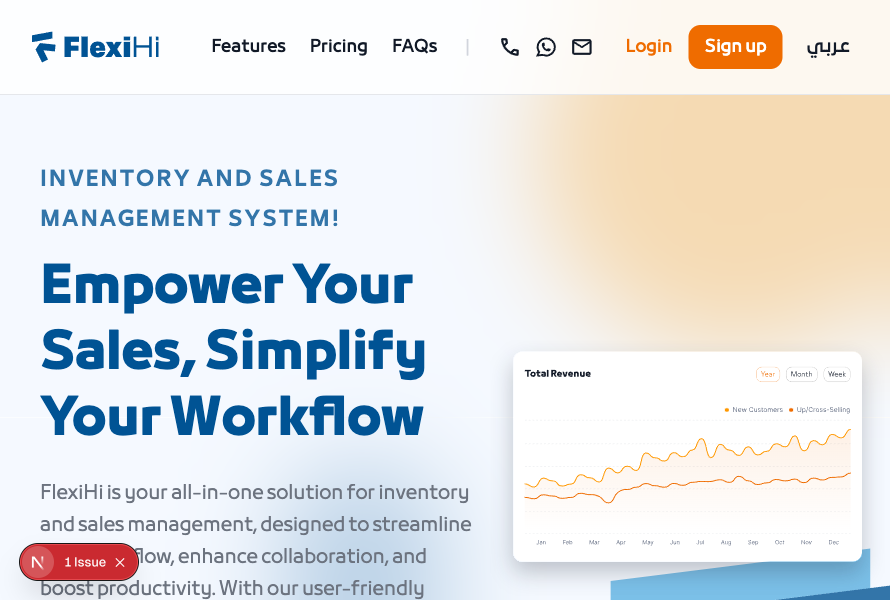 FlexiHi
Features
Pricing
FAQs
Login
Sign up
عربي
INVENTORY AND SALES
MANAGEMENT SYSTEM!
Empower Your
Sales, Simplify
Your Workflow
FlexiHi is your all-in-one solution for inventory
and sales management, designed to streamline
flow, enhance collaboration, and
boost productivity. With our user-friendly
N
1 Issue
Total Revenue
Year
Month
Week
New Customers
Up/Cross-Selling
Jan Feb Mar Apr May Jun Jul Aug Sep Oct Nov Dec